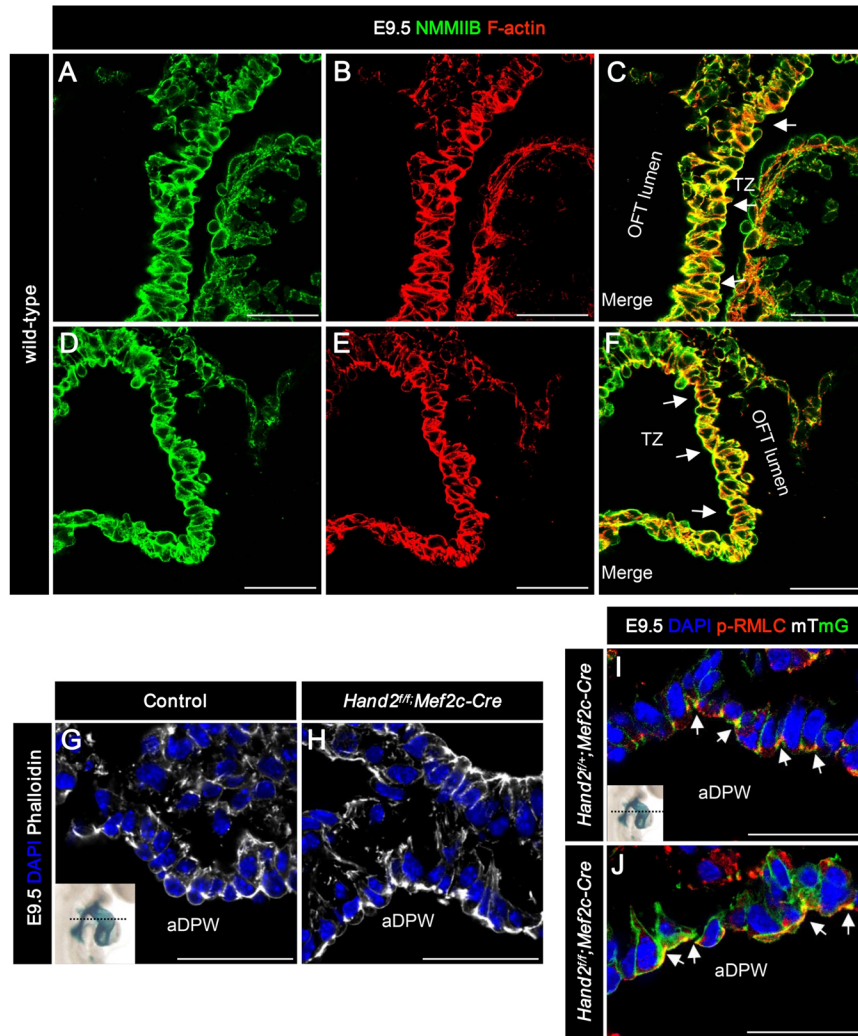 E9.5 NMMIIB F-actin
wild-type
A
B
C
OFT lumen
TZ
Merge
D
E
F
TZ
OFT lumen
Merge
E9.5 DAPI p-RMLC mTmG
Control
Hand2f/f;Mef2c-Cre
E9.5 DAPI Phalloidin
G
aDPW
H
aDPW
Hand2f/+;Mef2c-Cre
I
aDPW
Hand2f/f;Mef2c-Cre
J
aDPW